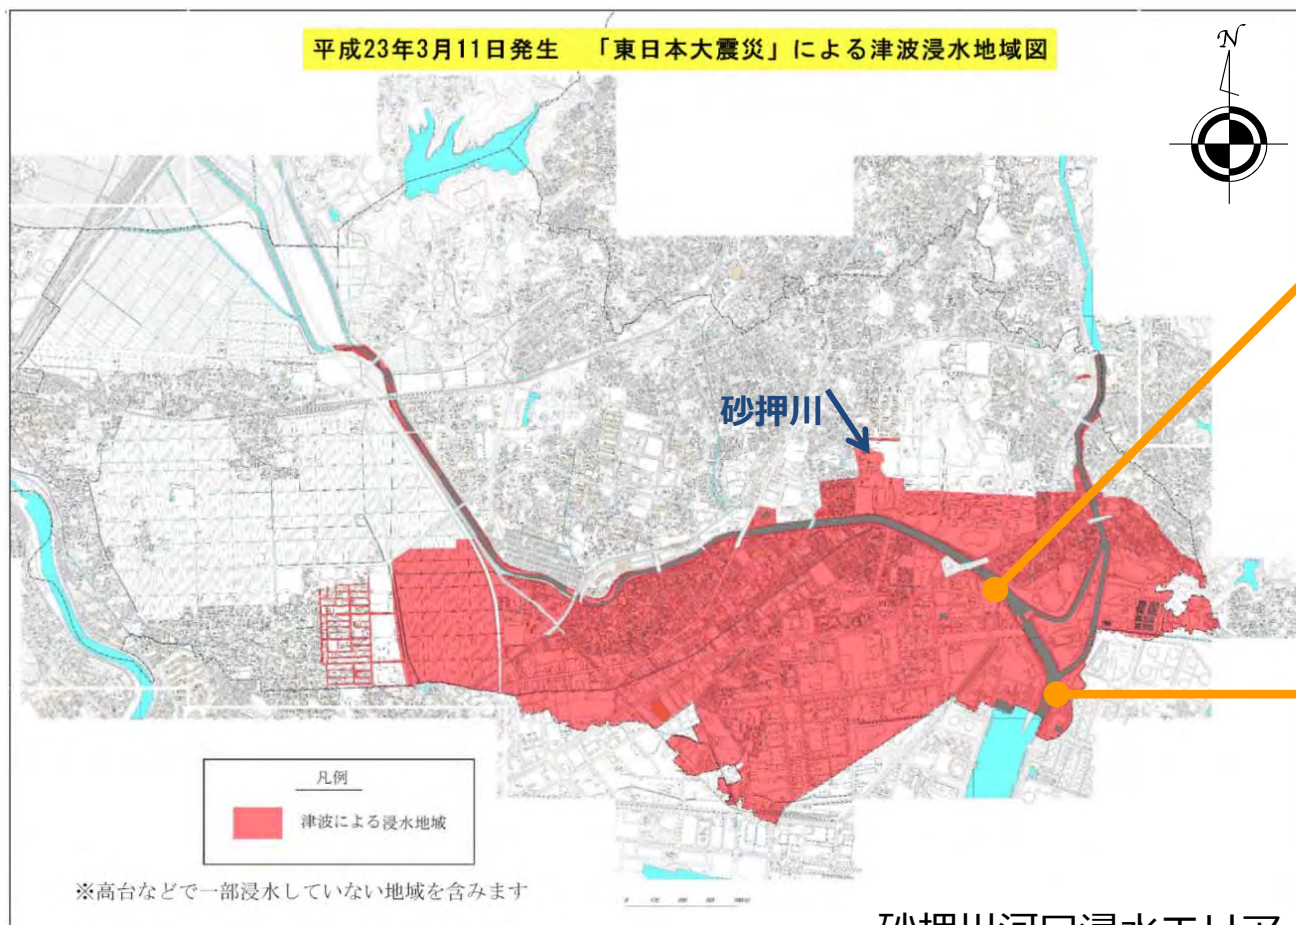 平成23年3月11日発生　「東日本大震災」による津波浸水地域図
N
砂押川
凡例
津波による浸水地域
※高台などで一部浸水していない地域を含みます